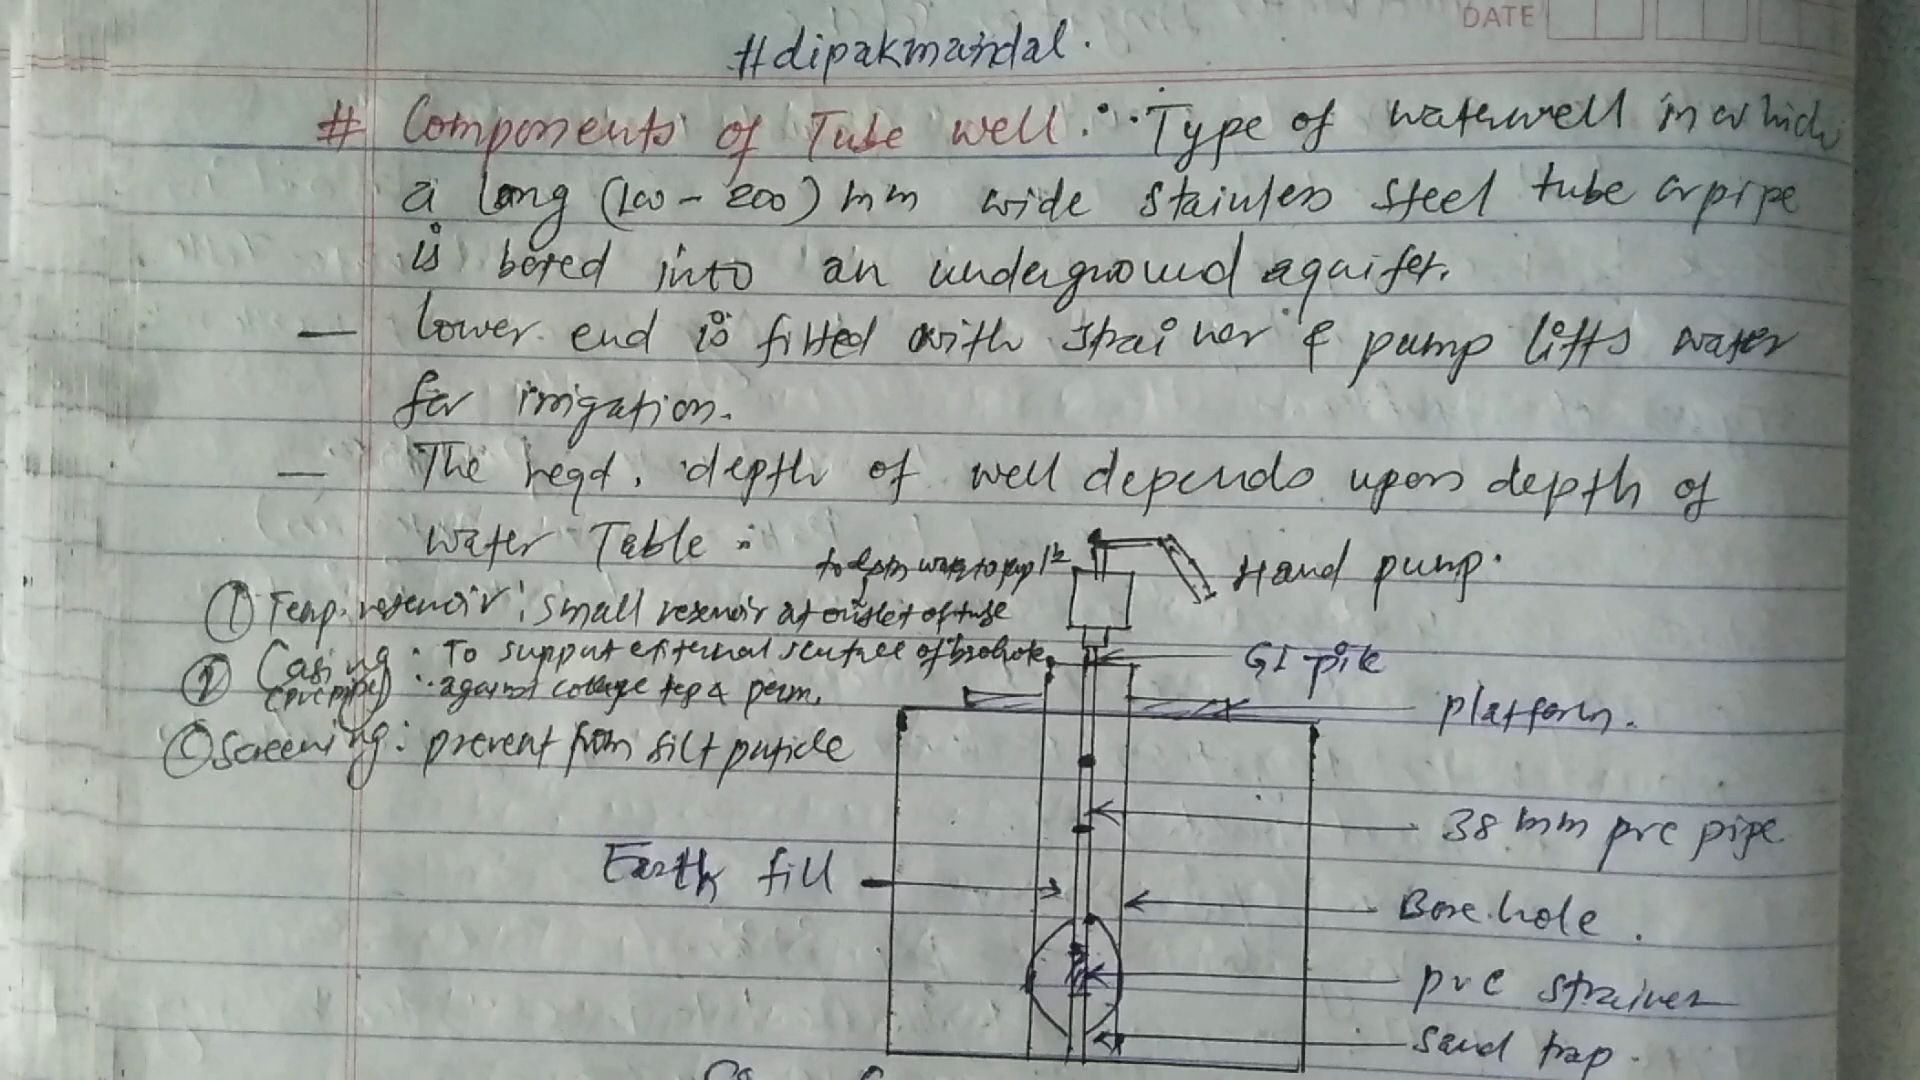 DATE
#dipakmandal.
# Components of Tube well :· Type of waterwell in which
a long (100 - 200) mm wide stainless steel tube or pipe
is bored into an underground aquifer.
— Lower end is fitted with strainer & pump lifts water
for irrigation.
— The reqd. depth of well depends upon depth of
water Table :
Hand pump.
① Temp. reservoir : small reservoir at outlet of tube
② Casing : To support external surface of
(pvc pipe) : against & perm.
GI pipe
platform.
Screening : prevent from silt particle
38 mm pvc pipe
Earth fill
Bore hole.
pvc strainer
Sand trap.